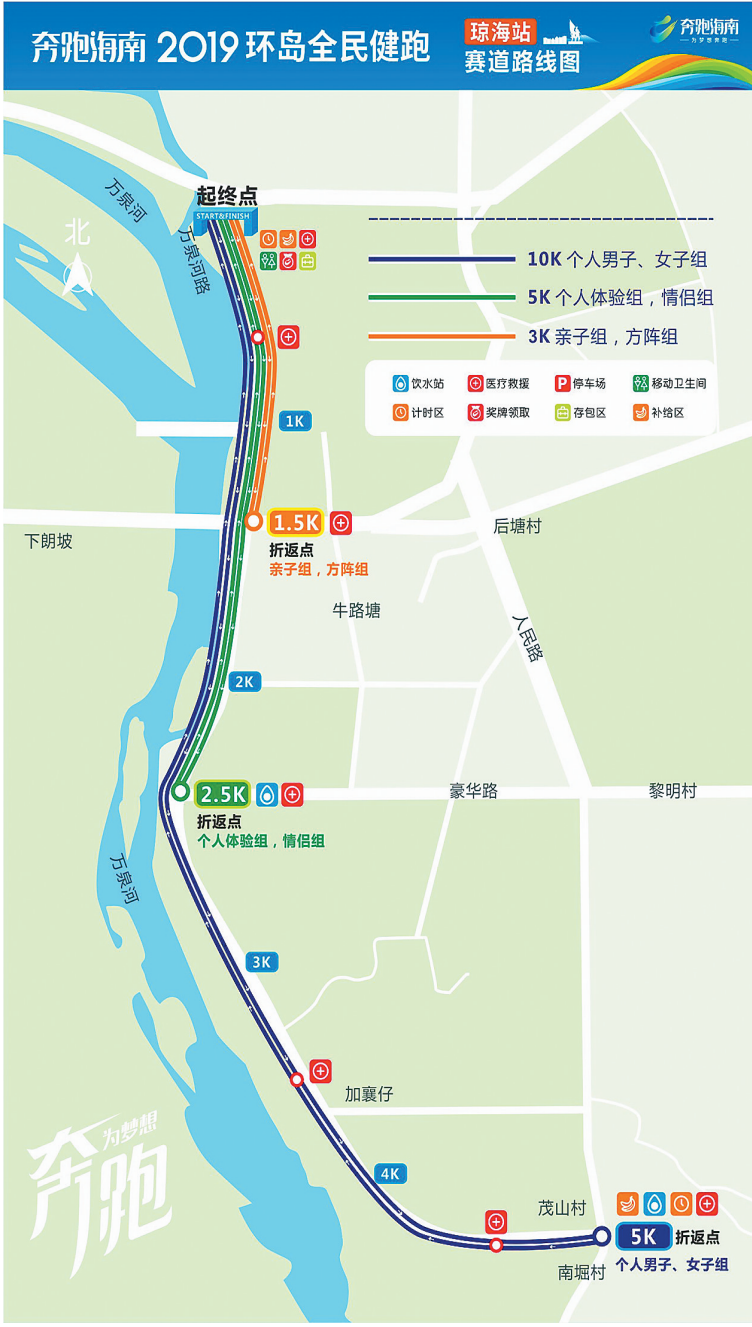 奔跑海南 2019 环岛全民健跑
琼海站
赛道路线图
奔跑海南
为梦想奔跑
起终点
START&FINISH
万泉河
万泉河路
北
10K 个人男子、女子组
5K 个人体验组，情侣组
3K 亲子组，方阵组
饮水站
医疗救援
P 停车场
移动卫生间
计时区
奖牌领取
存包区
补给区
1K
1.5K
折返点
亲子组，方阵组
下朗坡
后塘村
牛路塘
人民路
2K
2.5K
折返点
个人体验组，情侣组
豪华路
黎明村
万泉河
3K
加襄仔
为梦想
奔跑
4K
茂山村
5K 折返点
个人男子、女子组
南堀村